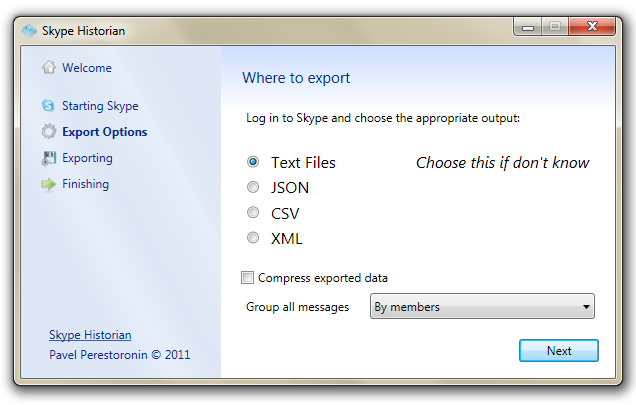 Skype Historian
Welcome
Starting Skype
Export Options
Exporting
Finishing
Skype Historian
Pavel Perestoronin © 2011
Where to export
Log in to Skype and choose the appropriate output:
Text Files Choose this if don't know
JSON
CSV
XML
Compress exported data
Group all messages By members
Next